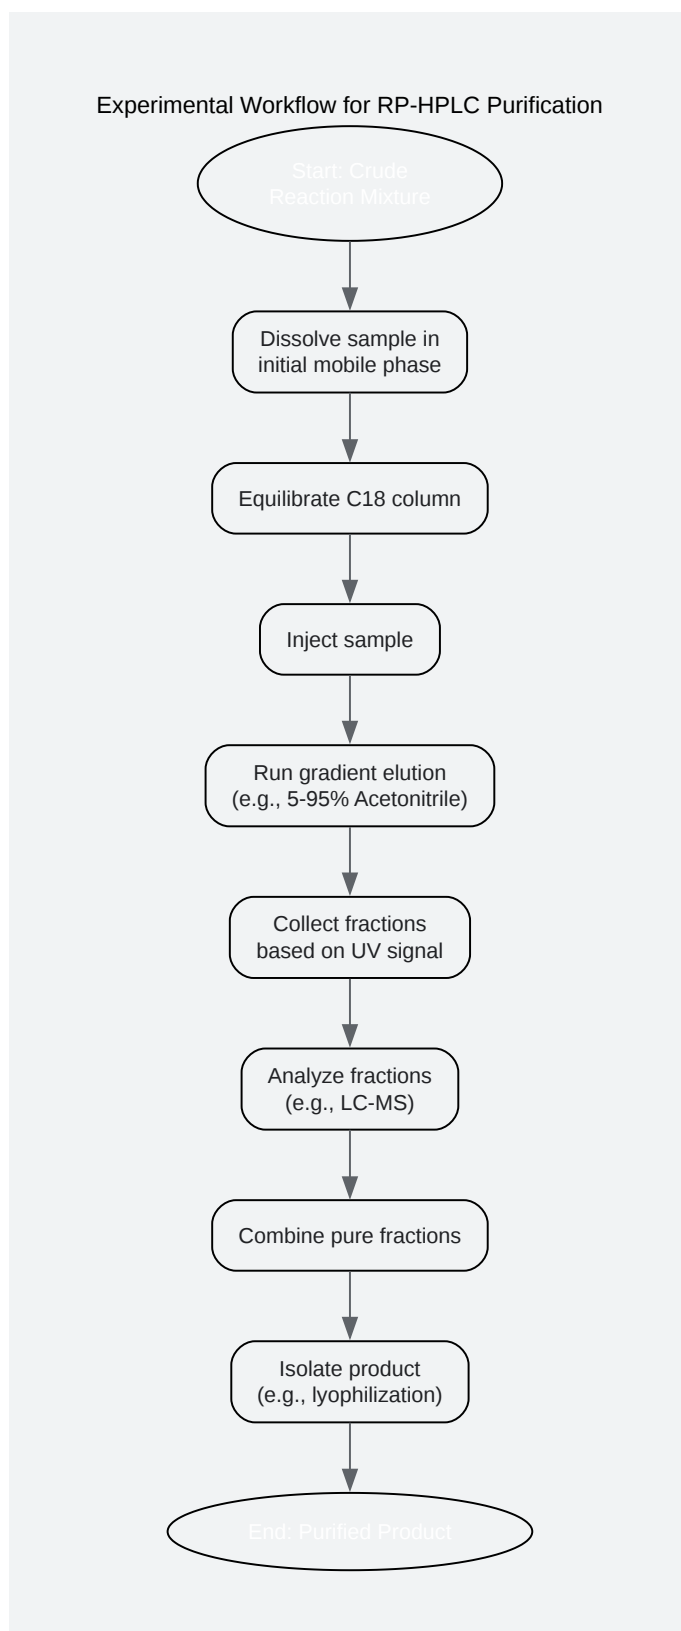 Experimental Workflow for RP-HPLC Purification
Start: Crude
Reaction Mixture
Dissolve sample in
initial mobile phase
Equilibrate C18 column
Inject sample
Run gradient elution
(e.g., 5-95% Acetonitrile)
Collect fractions
based on UV signal
Analyze fractions
(e.g., LC-MS)
Combine pure fractions
Isolate product
(e.g., lyophilization)
End: Purified Product